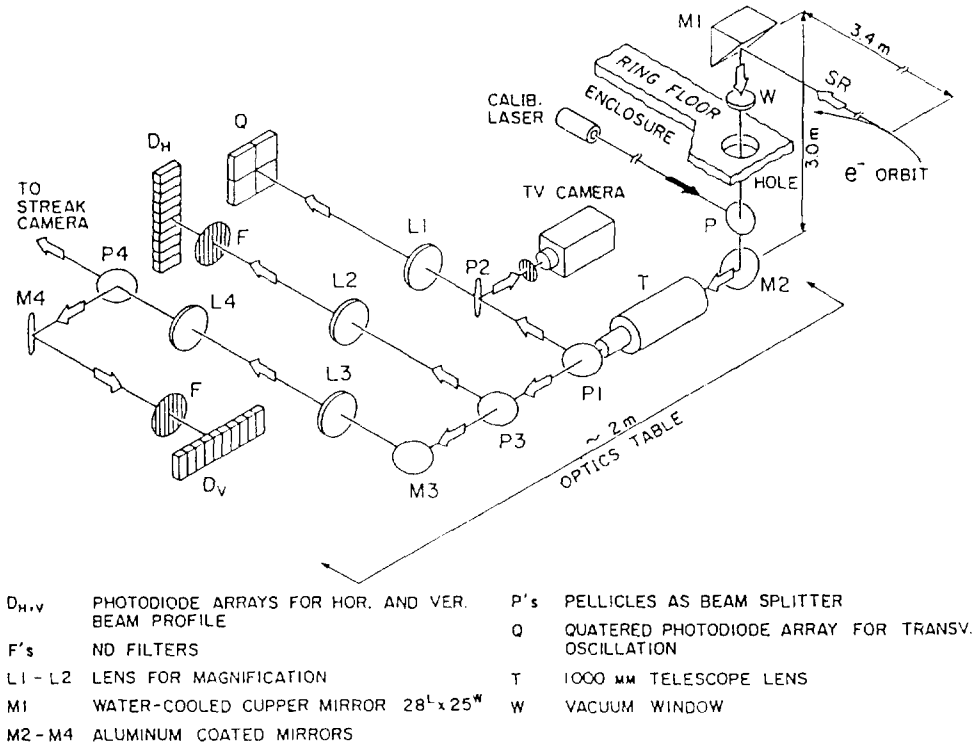 M1
3.4 m
SR
W
RING FLOOR
ENCLOSURE
CALIB.
LASER
HOLE
3.0 m
e⁻ ORBIT
Q
D_H
TO
STREAK
CAMERA
TV CAMERA
P
L1
F
P2
P4
M2
T
L2
M4
L4
P1
L3
F
P3
~ 2 m
OPTICS TABLE
M3
D_V
D_H,V PHOTODIODE ARRAYS FOR HOR. AND VER.
BEAM PROFILE
F's ND FILTERS
L1 - L2 LENS FOR MAGNIFICATION
M1 WATER-COOLED CUPPER MIRROR 28ᴸ x 25ᵂ
M2-M4 ALUMINUM COATED MIRRORS
P's PELLICLES AS BEAM SPLITTER
Q QUATERED PHOTODIODE ARRAY FOR TRANSV.
OSCILLATION
T 1000 MM TELESCOPE LENS
W VACUUM WINDOW